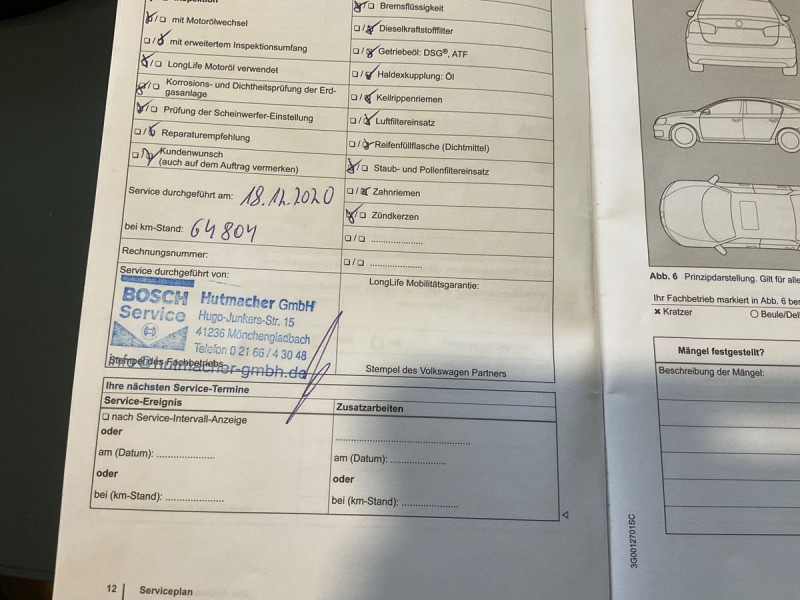 Inspektion
☒/☐ mit Motorölwechsel
☐/☒ mit erweitertem Inspektionsumfang
☒/☐ LongLife Motoröl verwendet
☒/☐ Korrosions- und Dichtheitsprüfung der Erd-
gasanlage
☒/☐ Prüfung der Scheinwerfer-Einstellung
☐/☒ Reparaturempfehlung
☐/☒ Kundenwunsch
(auch auf dem Auftrag vermerken)
Service durchgeführt am: 18.12.2020
bei km-Stand: 64804
Rechnungsnummer:
Service durchgeführt von:
BOSCH Service
Hutmacher GmbH
Hugo-Junkers-Str. 15
41236 Mönchengladbach
Telefon 0 21 66 / 4 30 48
Stempel des Fachbetriebs
info@hutmacher-gmbh.de
☒/☐ Bremsflüssigkeit
☐/☒ Dieselkraftstofffilter
☐/☒ Getriebeöl: DSG®, ATF
☐/☒ Haldexkupplung: Öl
☐/☒ Keilrippenriemen
☐/☒ Luftfiltereinsatz
☐/☒ Reifenfüllflasche (Dichtmittel)
☒/☐ Staub- und Pollenfiltereinsatz
☐/☒ Zahnriemen
☒/☐ Zündkerzen
☐/☐ ......................
☐/☐ ......................
LongLife Mobilitätsgarantie:
Stempel des Volkswagen Partners
Ihre nächsten Service-Termine
Service-Ereignis
☐ nach Service-Intervall-Anzeige
oder
am (Datum): ...................
oder
bei (km-Stand): ...................
Zusatzarbeiten
............................................
am (Datum): ...................
oder
bei (km-Stand): ...................
12 Serviceplan
Abb. 6 Prinzipdarstellung. Gilt für alle
Ihr Fachbetrieb markiert in Abb. 6
✕ Kratzer
○ Beule/
Mängel festgestellt?
Beschreibung der Mängel:
3G0012701SC